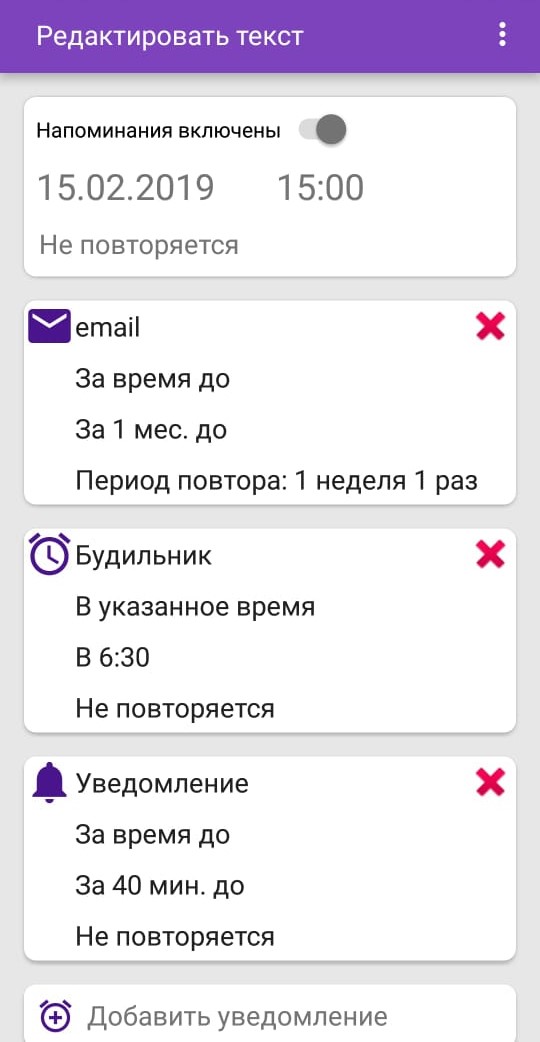 Редактировать текст
Напоминания включены
15.02.2019 15:00
Не повторяется
email
За время до
За 1 мес. до
Период повтора: 1 неделя 1 раз
Будильник
В указанное время
В 6:30
Не повторяется
Уведомление
За время до
За 40 мин. до
Не повторяется
Добавить уведомление